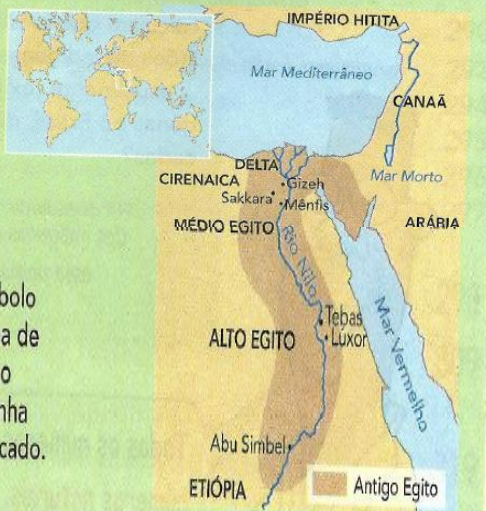 IMPÉRIO HITITA
Mar Mediterrâneo
CANAÃ
DELTA
Mar Morto
CIRENAICA
Gizeh
Sakkara
Mênfis
ARÁRIA
MÉDIO EGITO
Rio Nilo
Mar Vermelho
Tebas
Luxor
ALTO EGITO
Abu Simbel
ETIÓPIA
Antigo Egito
bolo
a de
o
nha
cado.